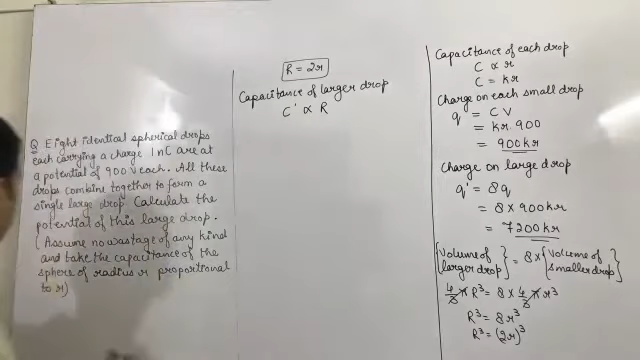 Q Eight identical spherical drops
each carrying a charge 1nC are at
a potential of 900 V each. All these
drops combine together to form a
single large drop. Calculate the
potential of this large drop.
(Assume no wastage of any kind
and take the capacitance of the
sphere of radius r proportional
to r)
R = 2r
Capacitance of larger drop
C' ∝ R
Capacitance of each drop
C ∝ r
C = kr
Charge on each small drop
q = CV
= kr. 900
= 900kr
Charge on large drop
q' = 8q
= 8 × 900kr
= 7200kr
{Volume of larger drop} = 8 × {Volume of smaller drop}
4/3 π R³ = 8 × 4/3 π r³
R³ = 8r³
R³ = (2r)³